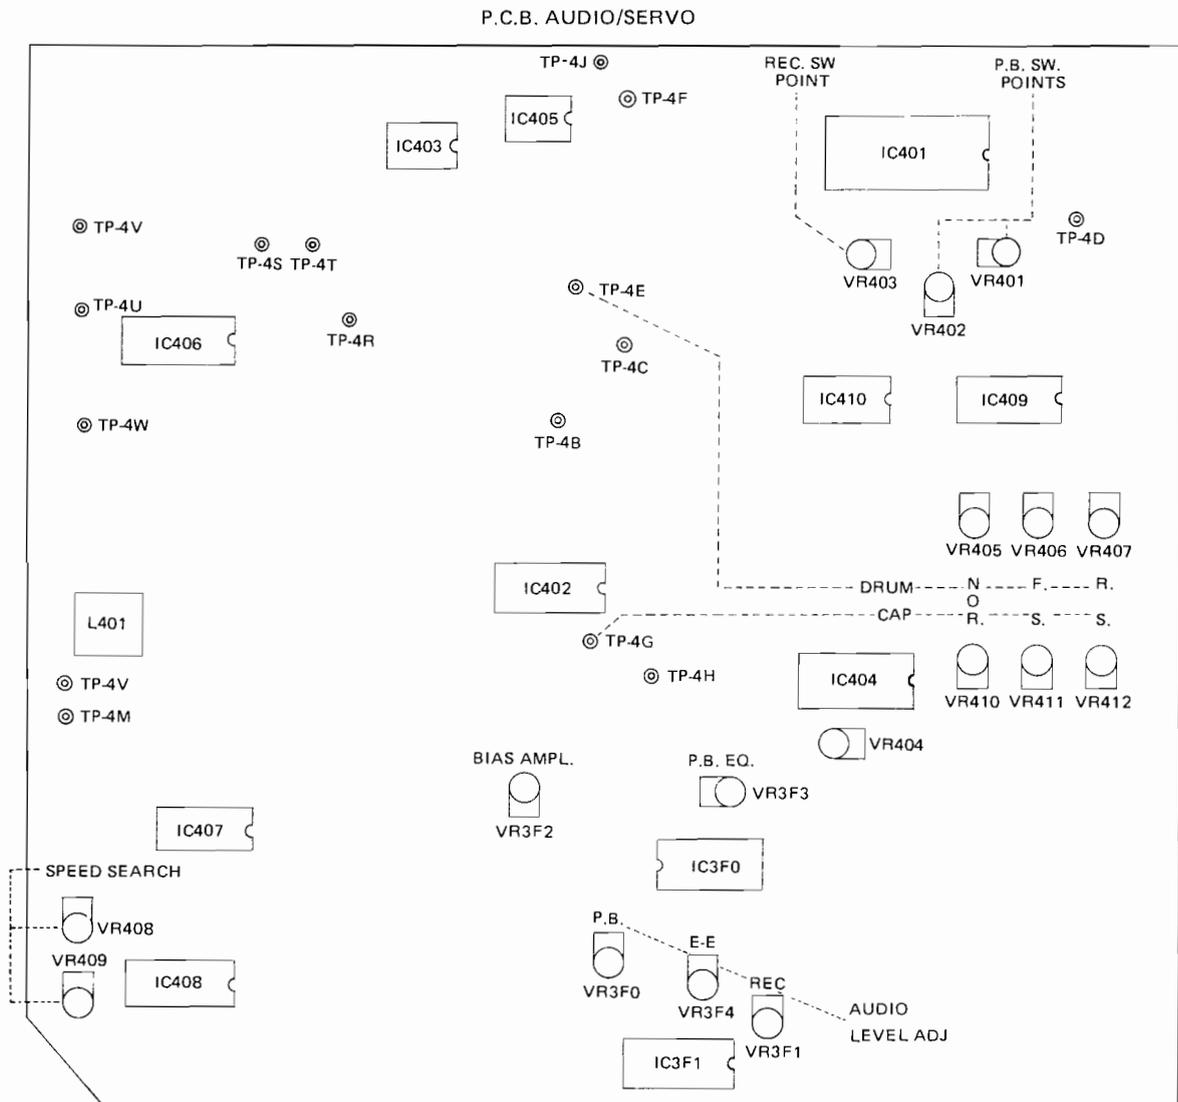 P.C.B. AUDIO/SERVO
TP-4J
REC. SW
POINT
P.B. SW.
POINTS
TP-4F
IC405
IC403
IC401
TP-4V
TP-4S
TP-4T
TP-4D
VR403
VR401
TP-4E
TP-4U
IC406
TP-4R
VR402
TP-4C
IC410
IC409
TP-4W
TP-4B
VR405
VR406
VR407
IC402
DRUM
N
F.
R.
O
CAP
R.
S.
S.
L401
TP-4G
TP-4H
IC404
TP-4V
VR410
VR411
VR412
TP-4M
VR404
BIAS AMPL.
P.B. EQ.
VR3F3
VR3F2
IC407
IC3F0
SPEED SEARCH
P.B.
VR408
E-E
VR409
REC
IC408
VR3F0
VR3F4
AUDIO
LEVEL ADJ
VR3F1
IC3F1